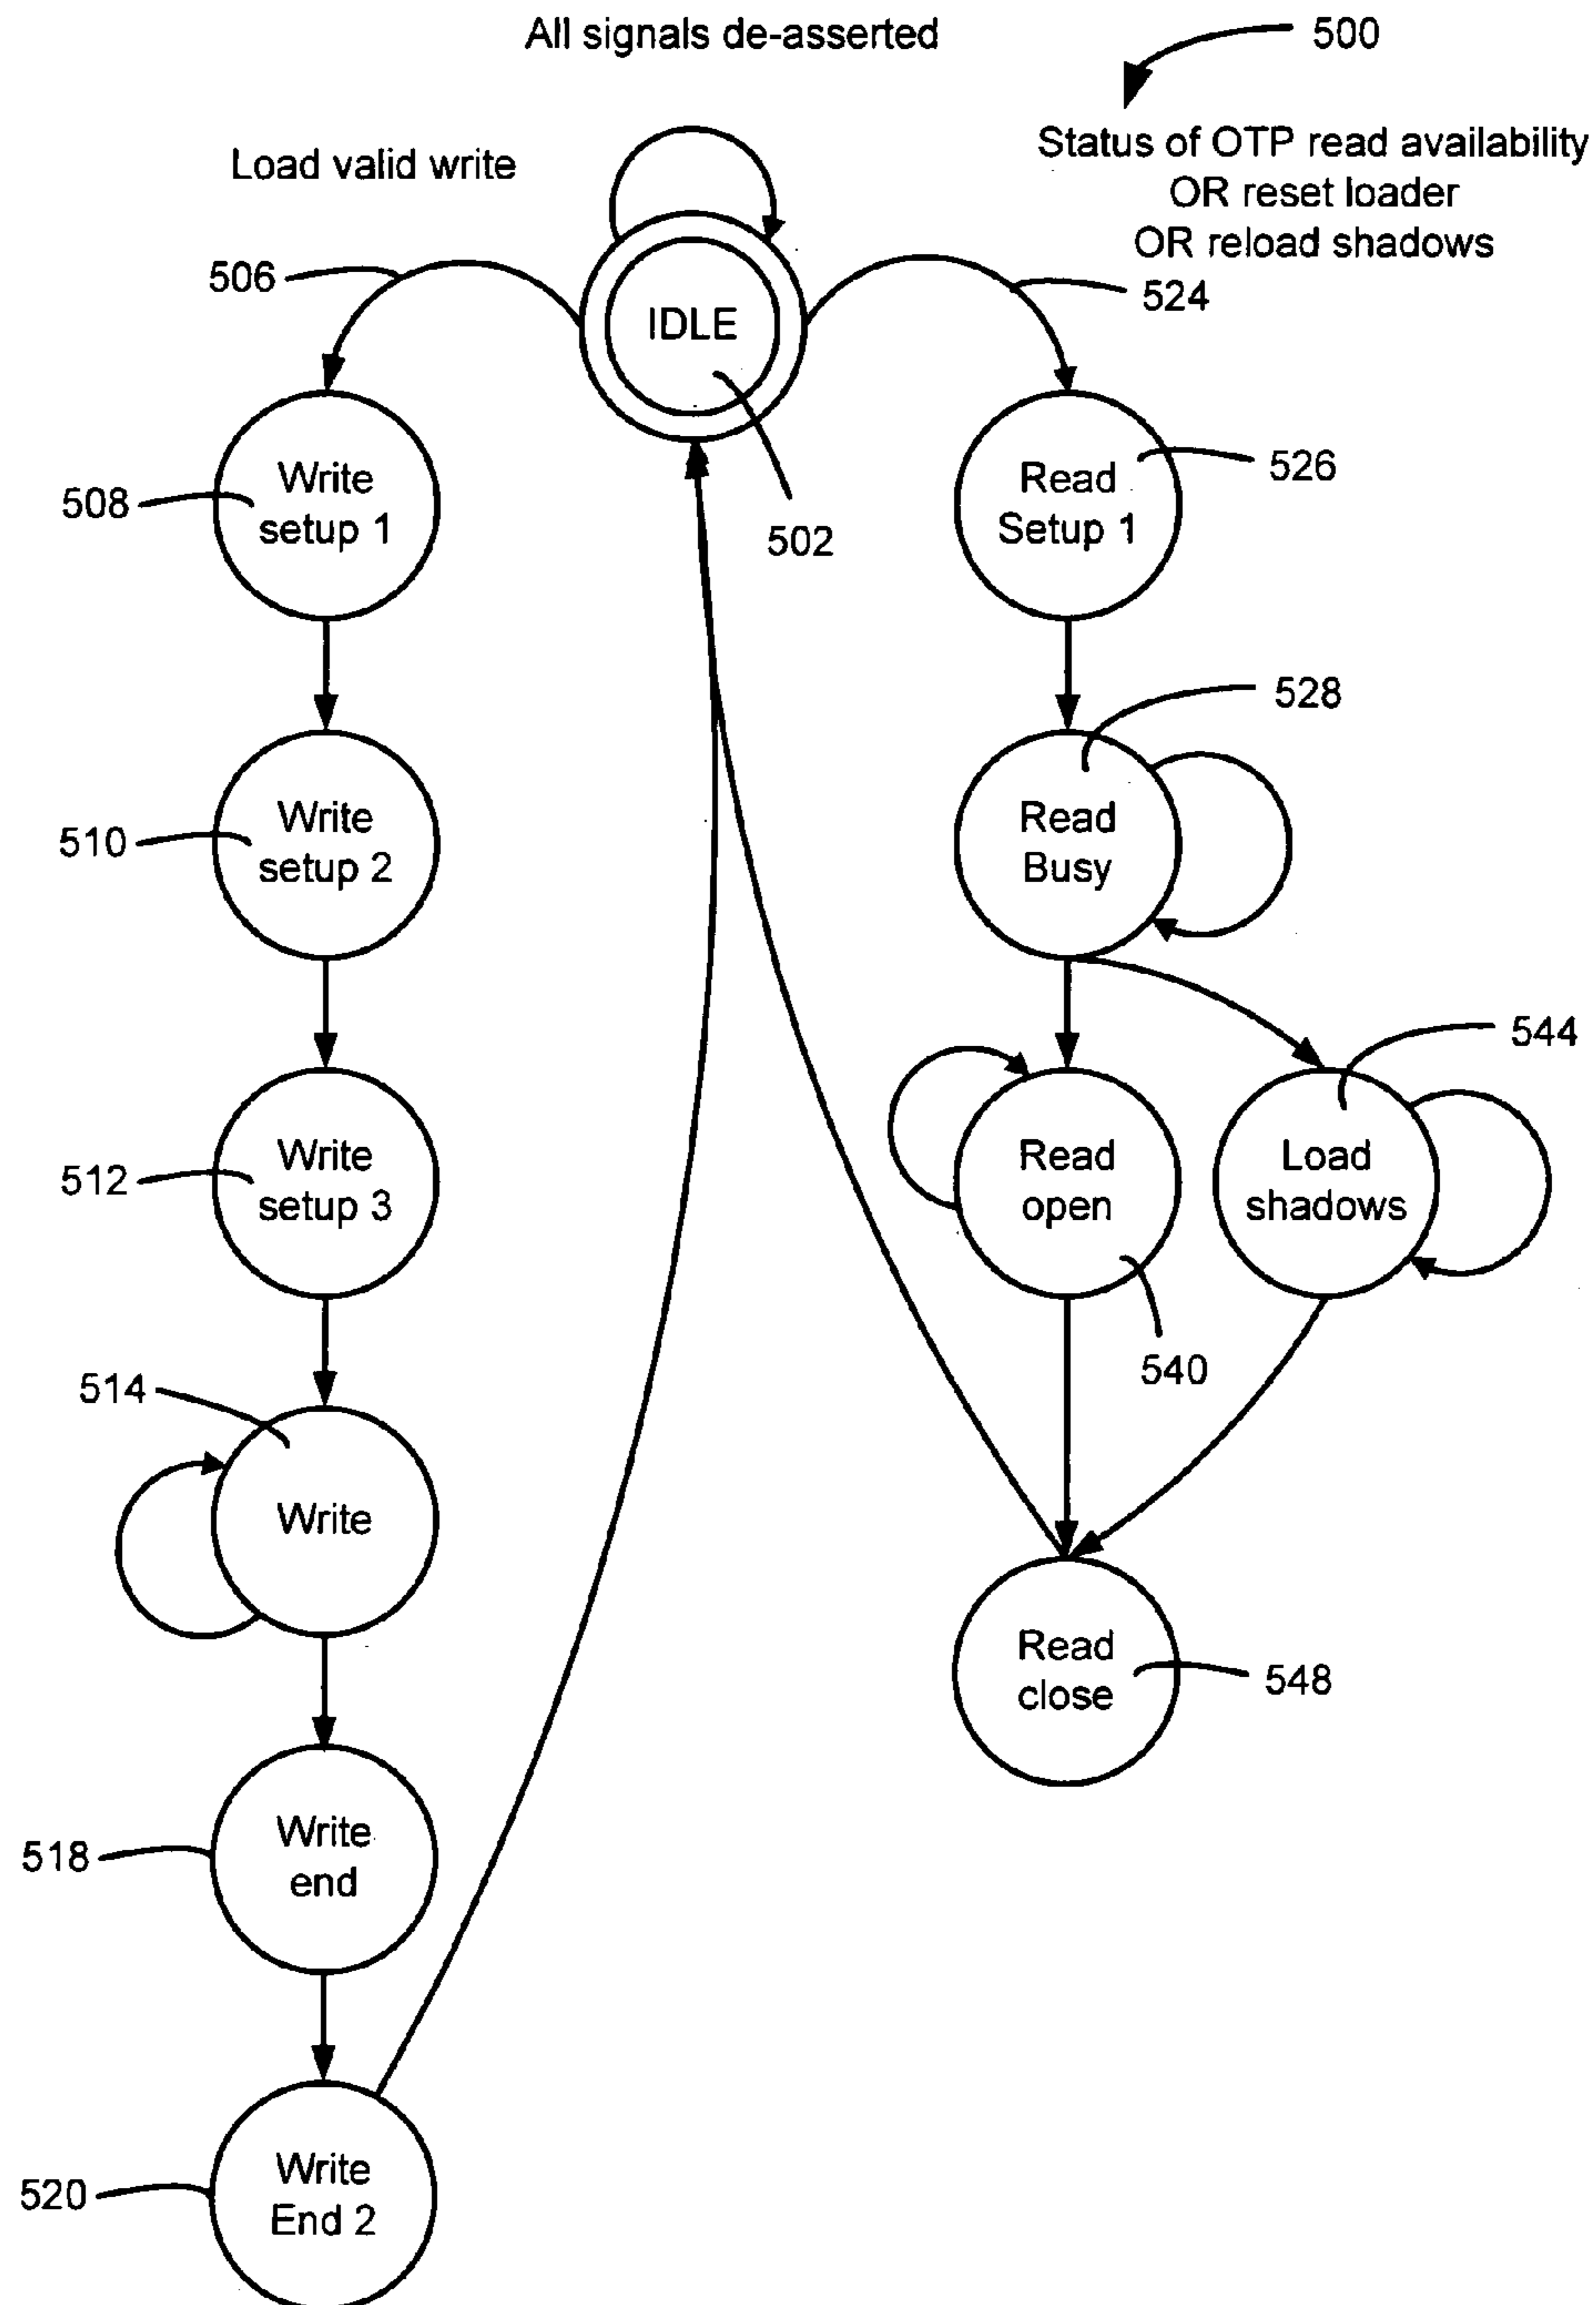 All signals de-asserted
500
Status of OTP read availability
OR reset loader
OR reload shadows
Load valid write
506
524
IDLE
502
Write
setup 1
508
Read
Setup 1
526
528
Write
setup 2
510
Read
Busy
544
Write
setup 3
512
Read
open
Load
shadows
540
514
Write
Read
close
548
Write
end
518
Write
End 2
520